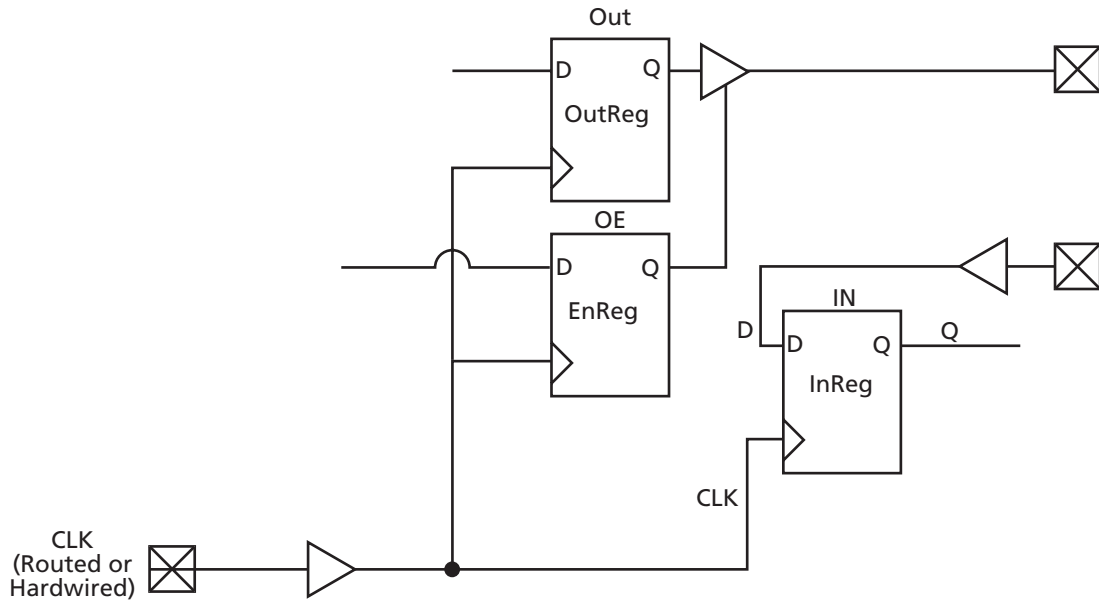 Out
D
Q
OutReg
OE
D
Q
EnReg
IN
D
D
Q
Q
InReg
CLK
CLK
(Routed or
Hardwired)